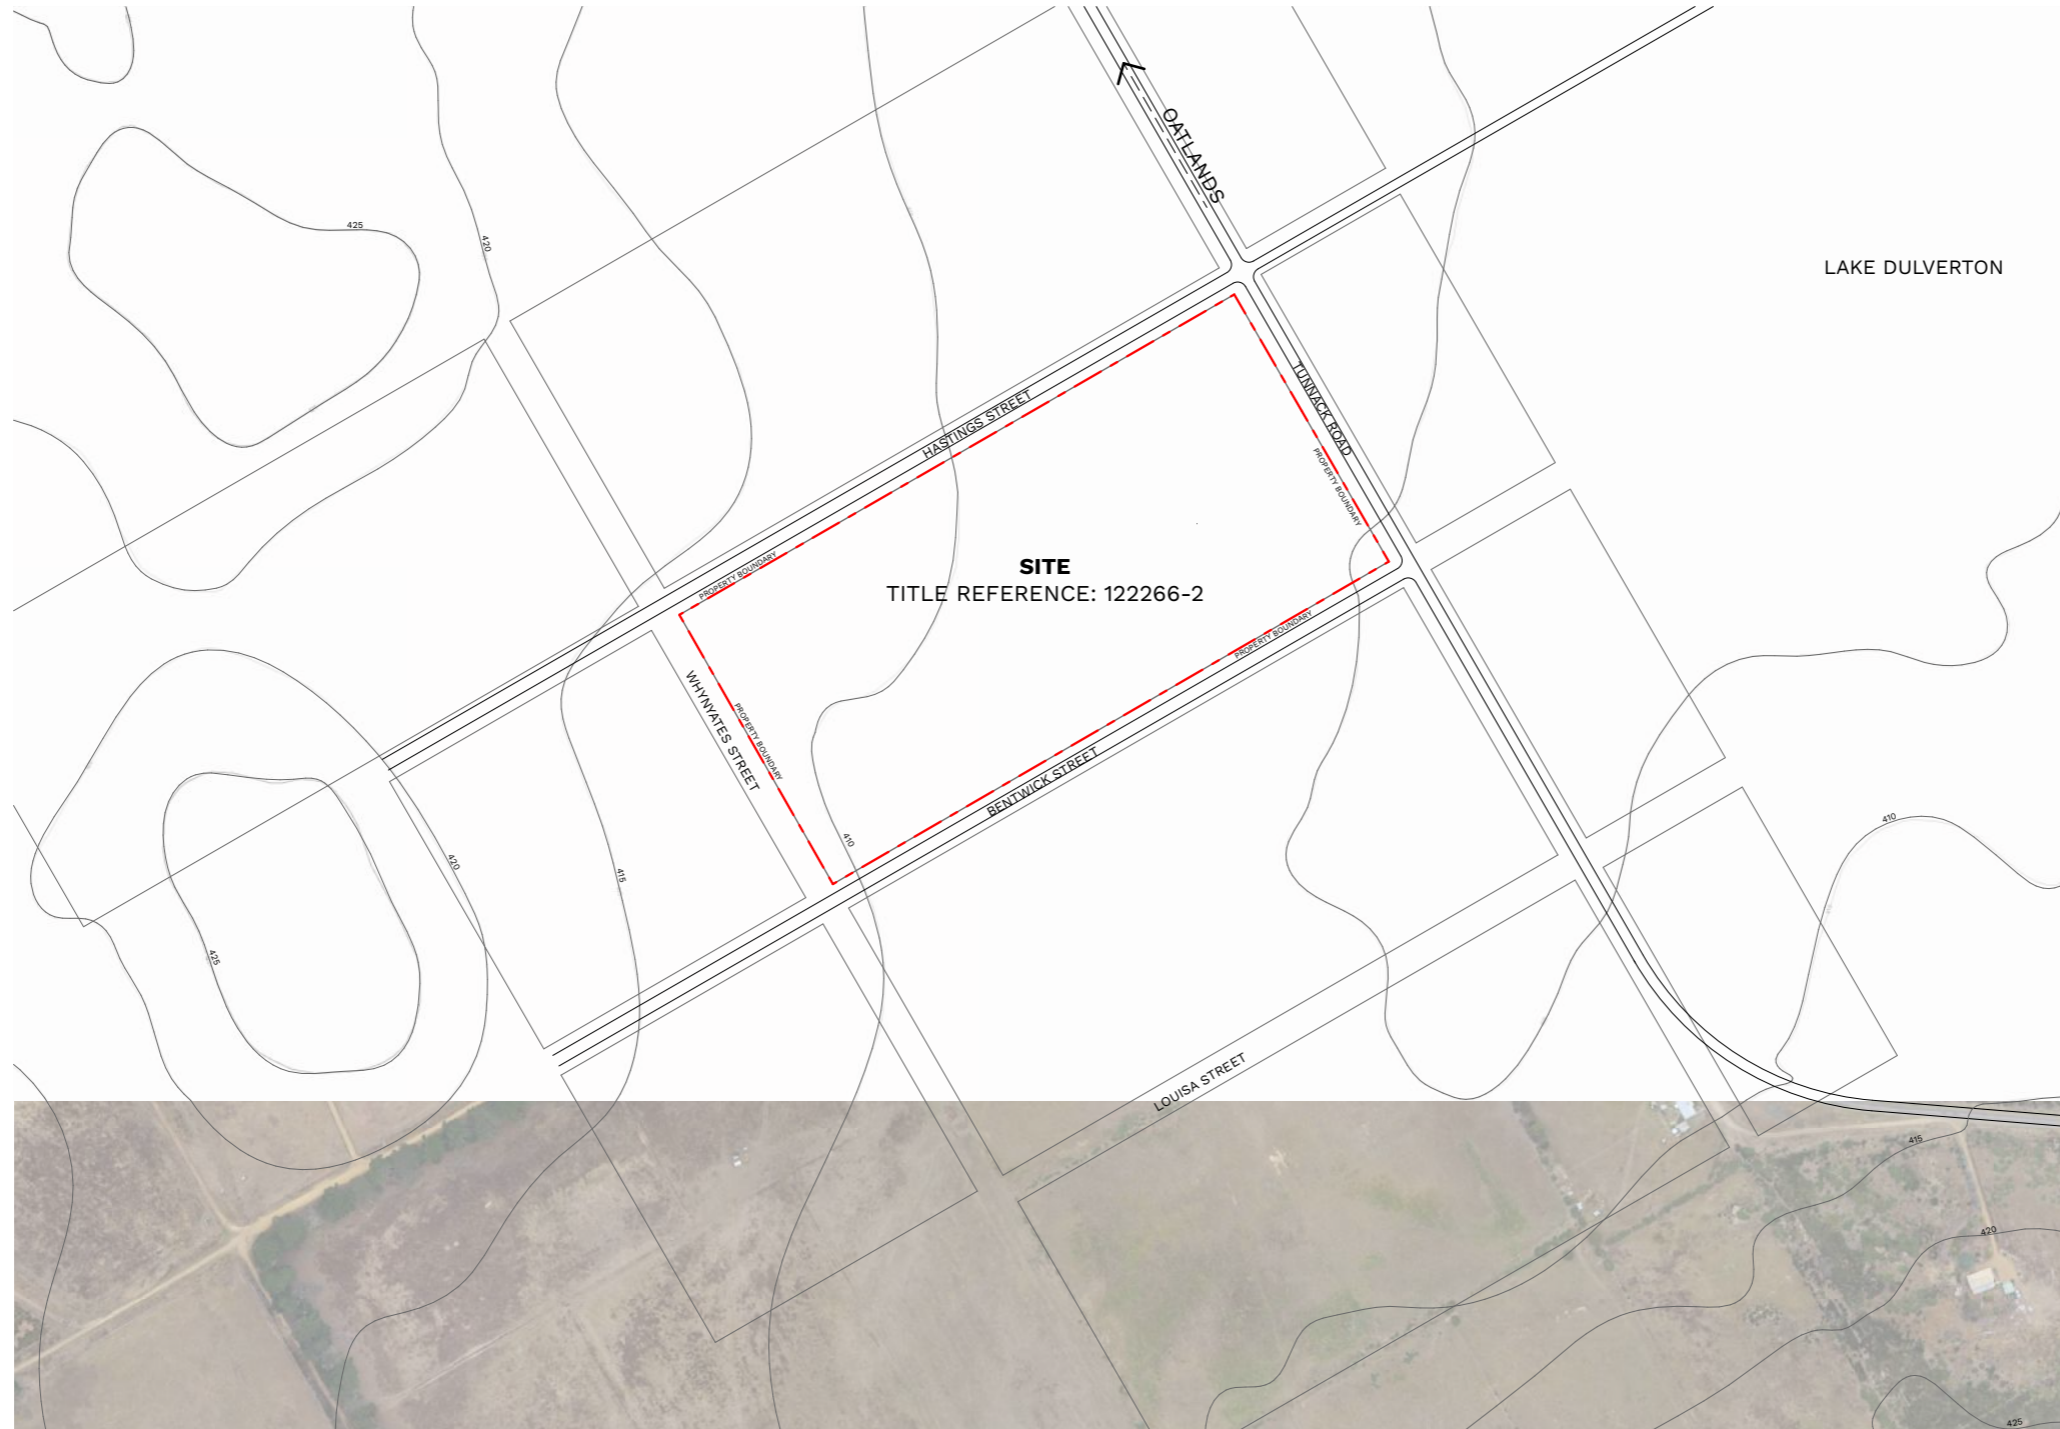 OATLANDS
425
420
LAKE DULVERTON
HASTINGS STREET
TUNNACK ROAD
PROPERTY BOUNDARY
PROPERTY BOUNDARY
SITE
TITLE REFERENCE: 122266-2
PROPERTY BOUNDARY
WHYNYATES STREET
PROPERTY BOUNDARY
BENTWICK STREET
410
410
420
415
425
LOUISA STREET
415
420
425